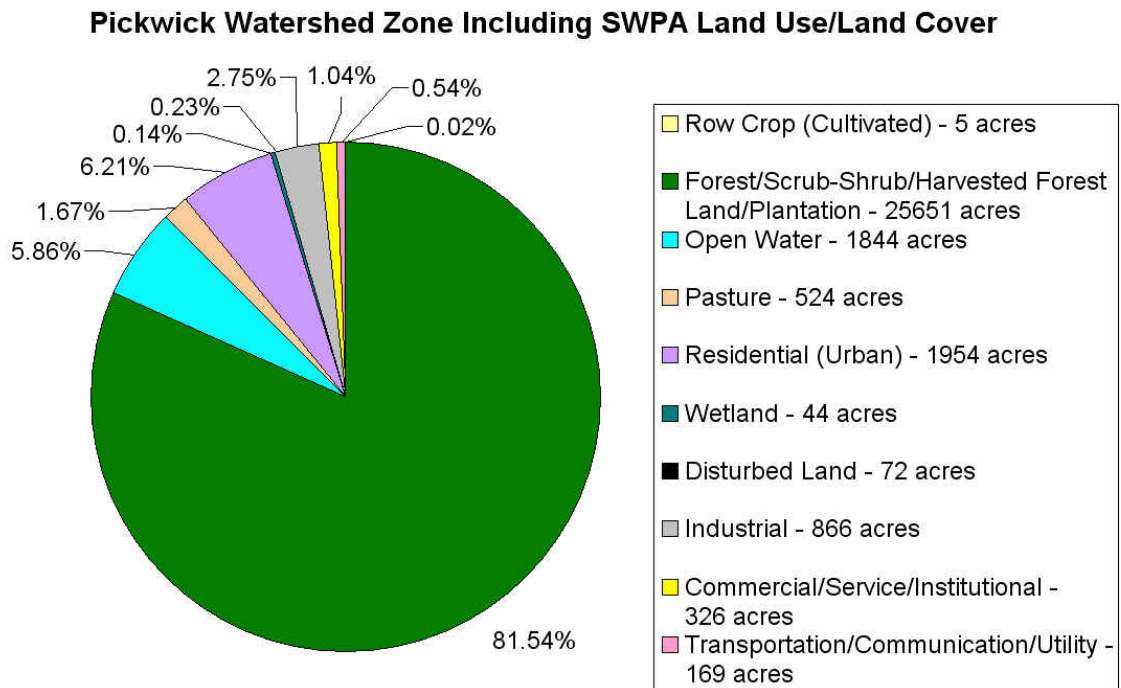 Pickwick Watershed Zone Including SWPA Land Use/Land Cover
2.75%
1.04%
0.54%
0.23%
0.02%
0.14%
6.21%
1.67%
5.86%
81.54%
Row Crop (Cultivated) - 5 acres
Forest/Scrub-Shrub/Harvested Forest
Land/Plantation - 25651 acres
Open Water - 1844 acres
Pasture - 524 acres
Residential (Urban) - 1954 acres
Wetland - 44 acres
Disturbed Land - 72 acres
Industrial - 866 acres
Commercial/Service/Institutional -
326 acres
Transportation/Communication/Utility -
169 acres